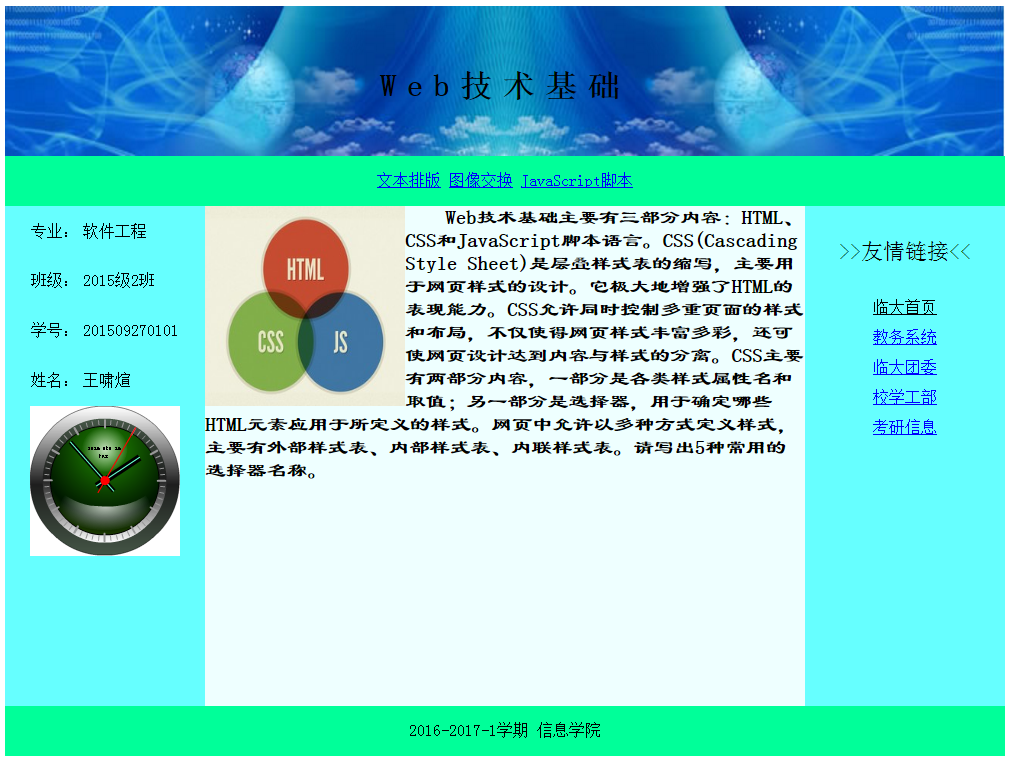 Web技术基础
文本排版 图像交换 JavaScript脚本
专业： 软件工程
班级： 2015级2班
学号： 201509270101
姓名： 王啸煊
HTML
CSS
JS
Web技术基础主要有三部分内容：HTML、
CSS和JavaScript脚本语言。CSS(Cascading
Style Sheet)是层叠样式表的缩写，主要用
于网页样式的设计。它极大地增强了HTML的
表现能力。CSS允许同时控制多重页面的样式
和布局，不仅使得网页样式丰富多彩，还可
使网页设计达到内容与样式的分离。CSS主要
有两部分内容，一部分是各类样式属性名和
取值；另一部分是选择器，用于确定哪些
HTML元素应用于所定义的样式。网页中允许以多种方式定义样式，
主要有外部样式表、内部样式表、内联样式表。请写出5种常用的
选择器名称。
>>友情链接<<
临大首页
教务系统
临大团委
校学工部
考研信息
2016-2017-1学期 信息学院